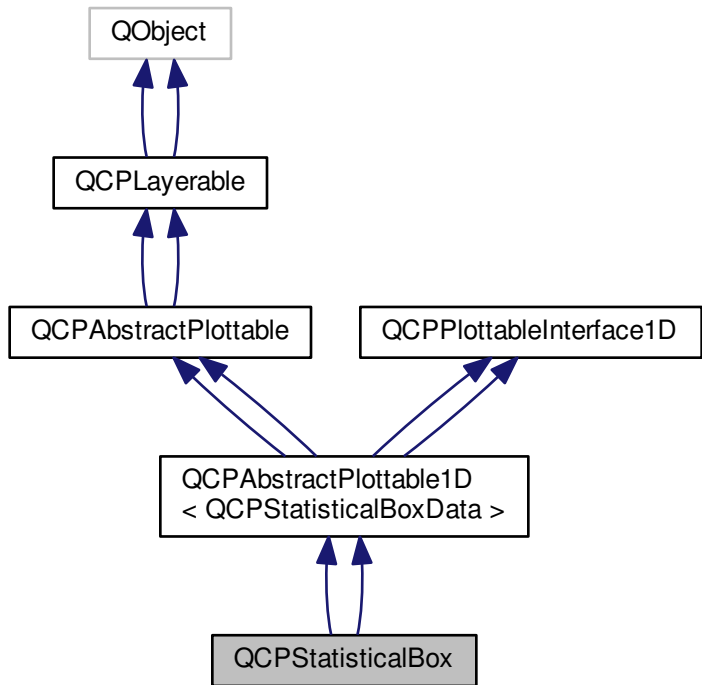 QObject
QCPLayerable
QCPAbstractPlottable
QCPPlottableInterface1D
QCPAbstractPlottable1D
< QCPStatisticalBoxData >
QCPStatisticalBox